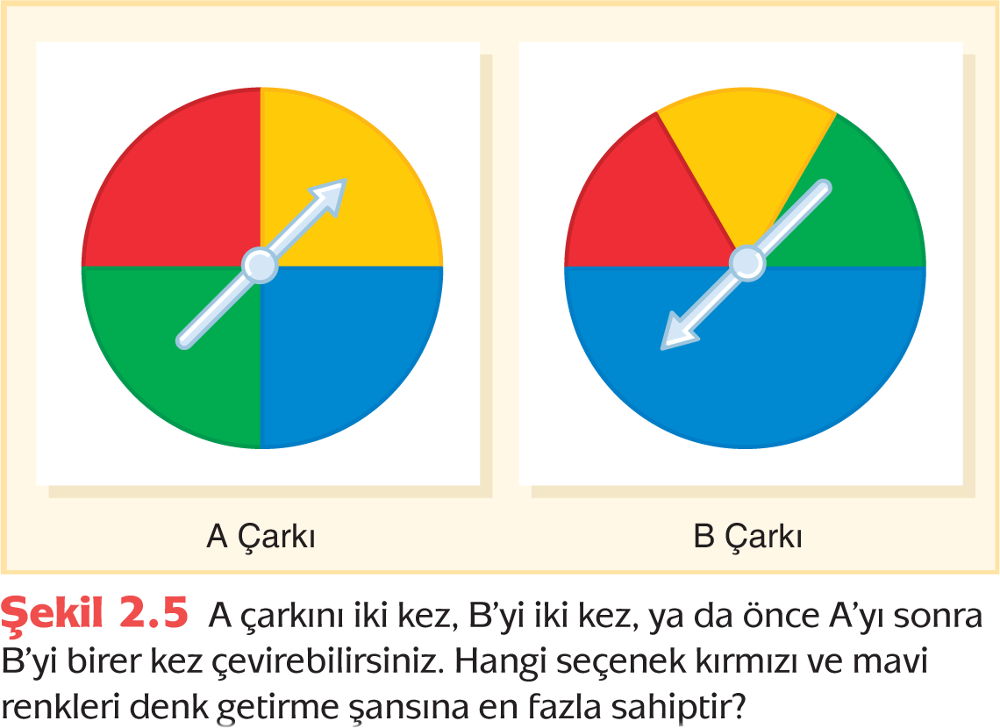 A Çarkı
B Çarkı
Şekil 2.5 A çarkını iki kez, B’yi iki kez, ya da önce A’yı sonra
B’yi birer kez çevirebilirsiniz. Hangi seçenek kırmızı ve mavi
renkleri denk getirme şansına en fazla sahiptir?